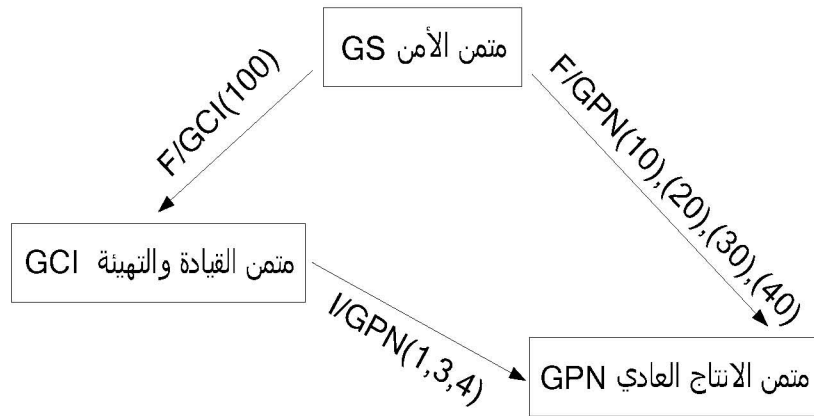 متمن الأمن GS
F/GCI(100)
F/GPN(10),(20),(30),(40)
متمن القيادة والتهيئة GCI
I/GPN(1,3,4)
متمن الانتاج العادي GPN